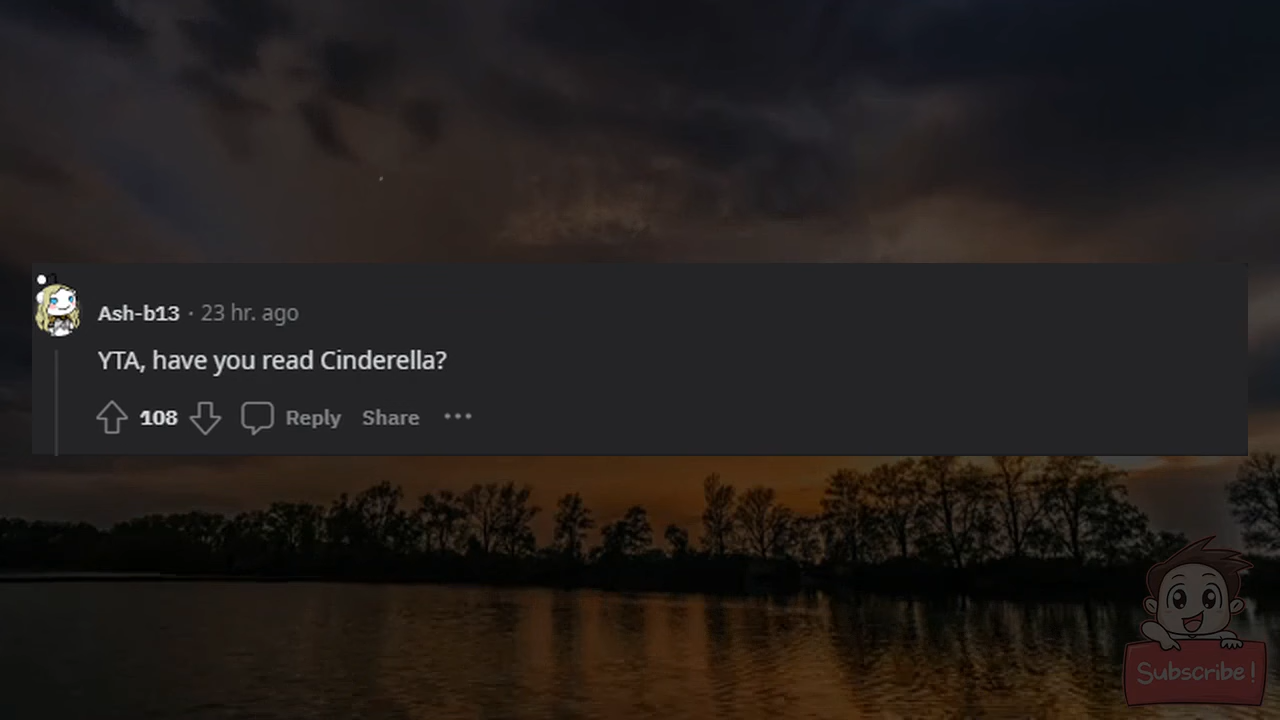 Ash-b13 · 23 hr. ago
YTA, have you read Cinderella?
108 Reply Share ···
Subscribe!